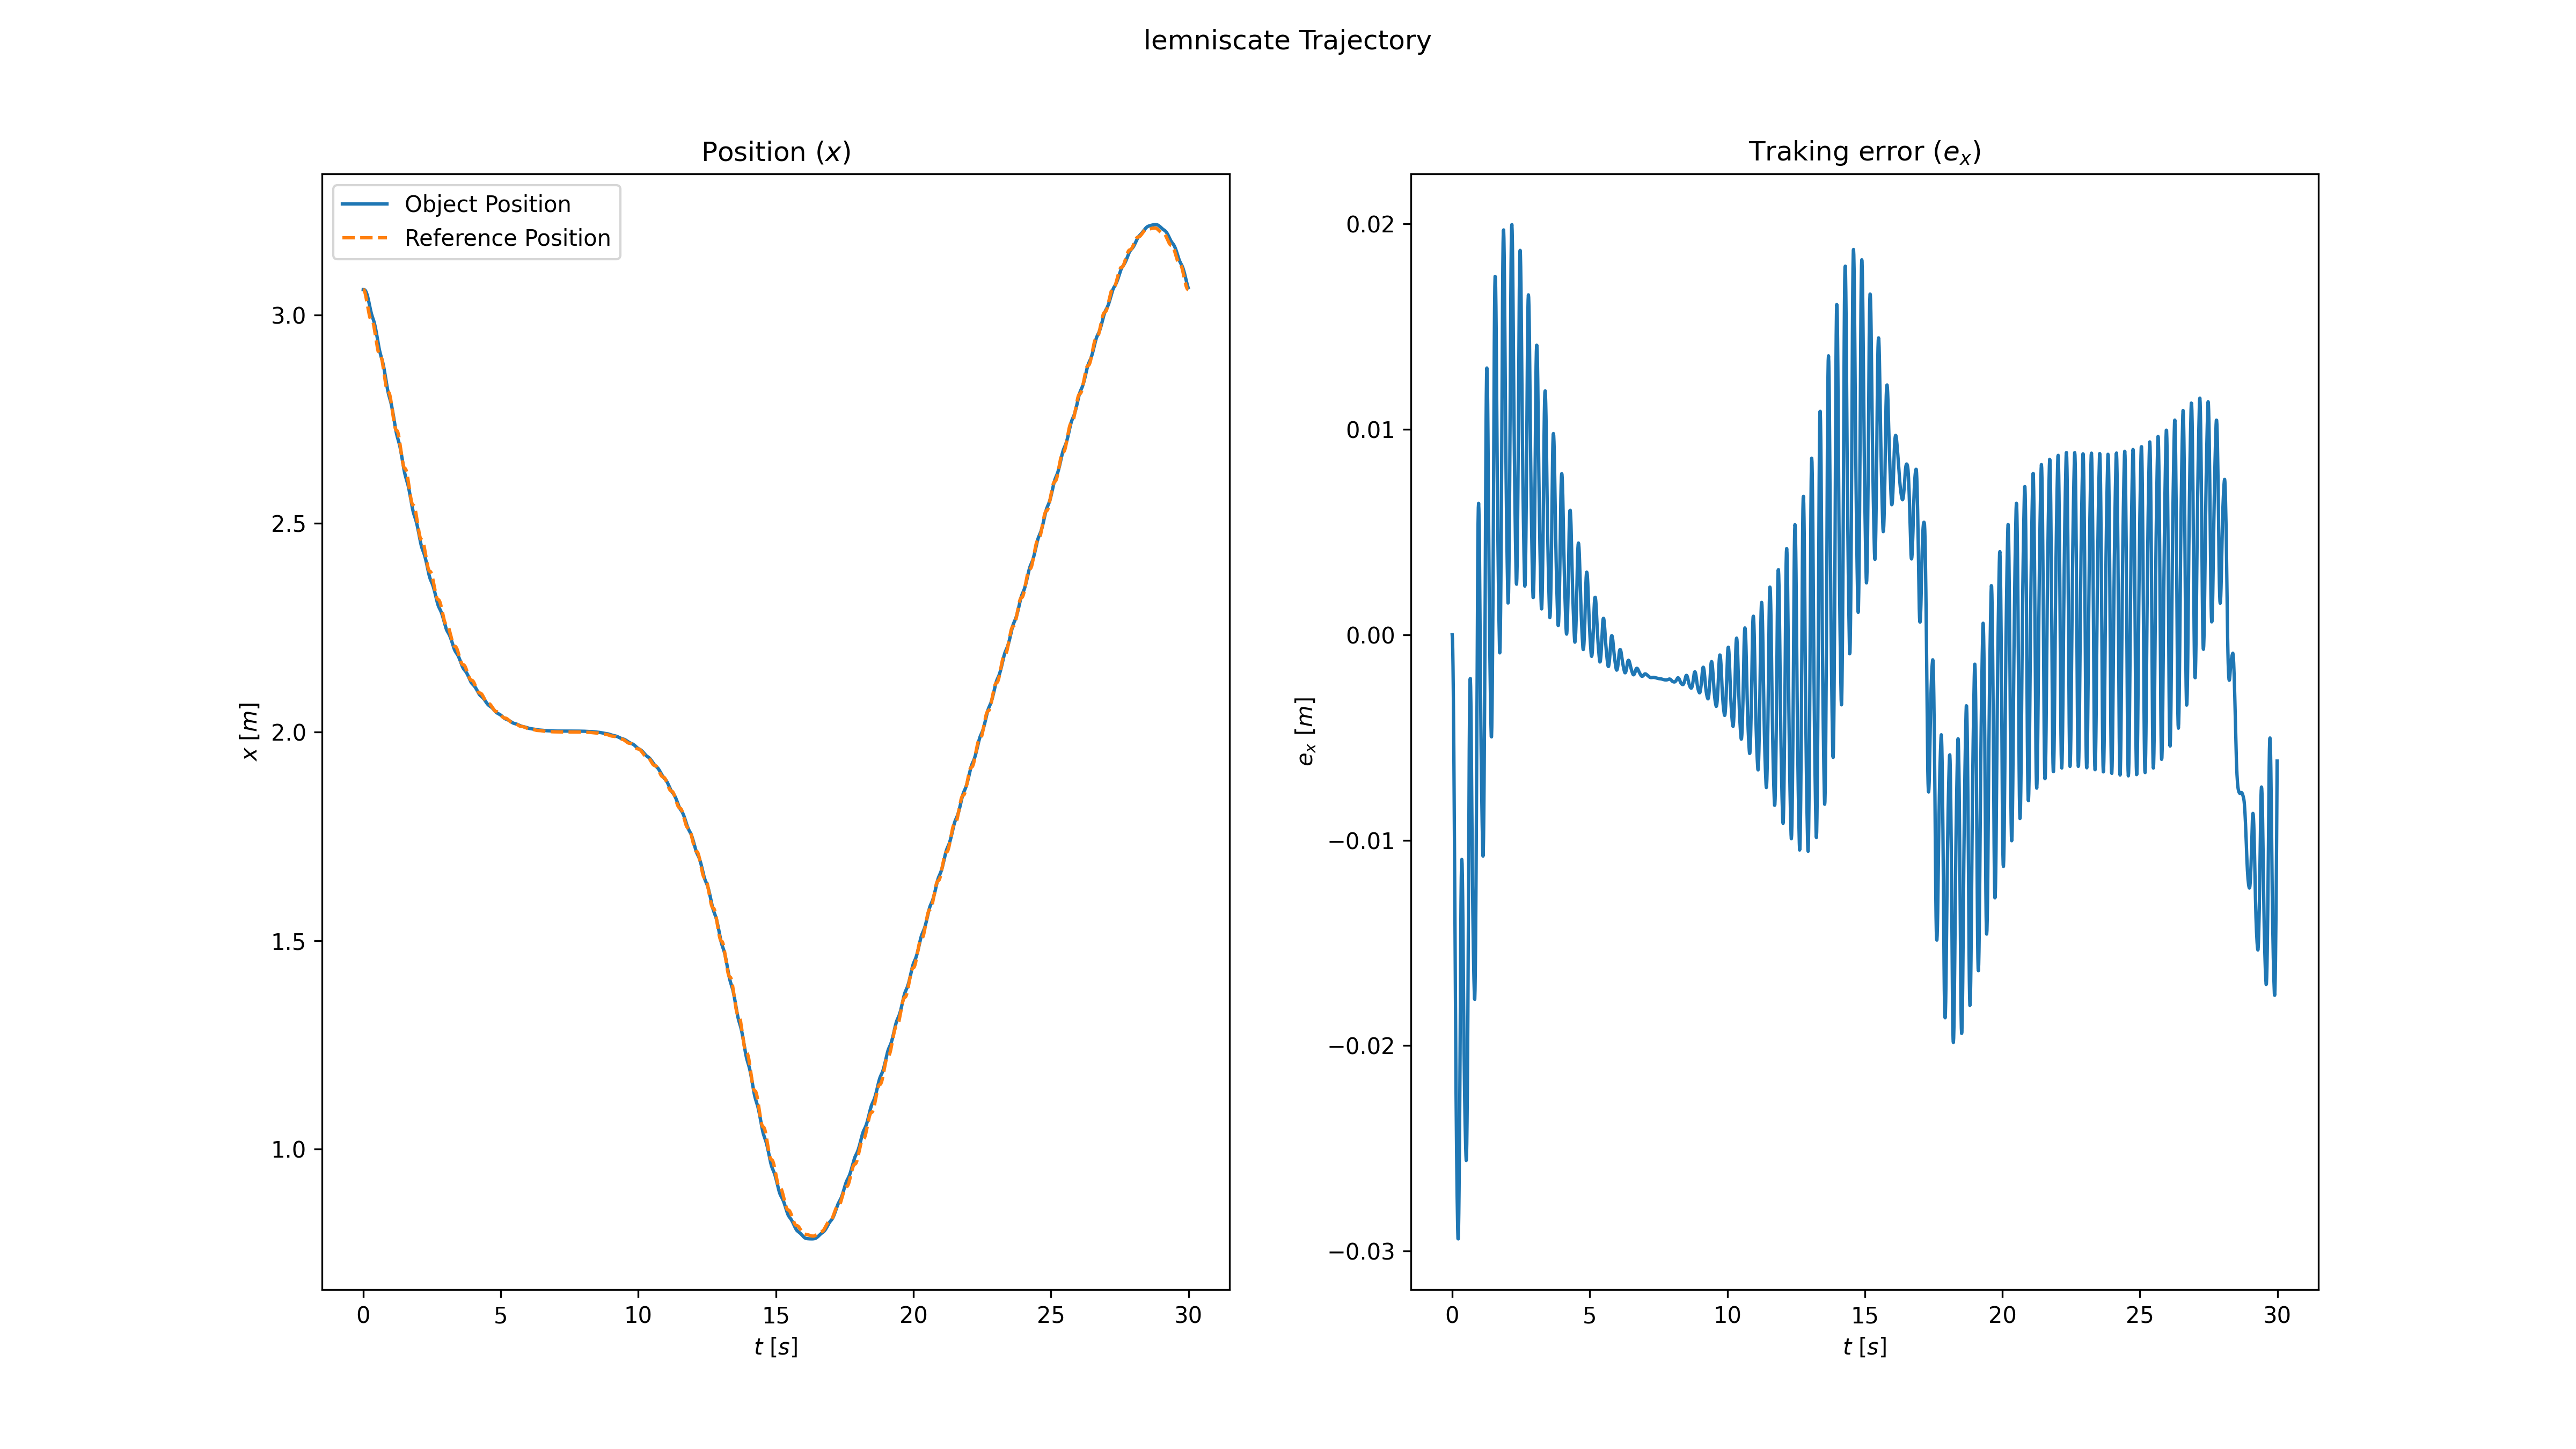 lemniscate Trajectory
Position (x)
Object Position
Reference Position
3.0
2.5
2.0
1.5
1.0
x [m]
0 5 10 15 20 25 30
t [s]
Traking error (eₓ)
0.02
0.01
0.00
−0.01
−0.02
−0.03
eₓ [m]
0 5 10 15 20 25 30
t [s]